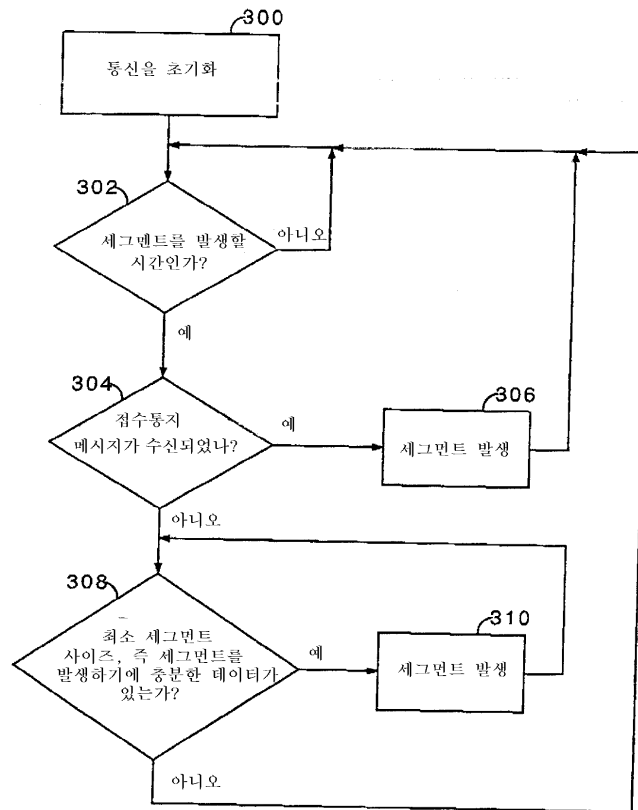 300
통신을 초기화
302
세그멘트를 발생할
시간인가?
아니오
예
304
접수통지
메시지가 수신되었나?
예
306
세그먼트 발생
아니오
308
최소 세그먼트
사이즈, 즉 세그먼트를
발생하기에 충분한 테이터가
있는가?
예
310
세그먼트 발생
아니오